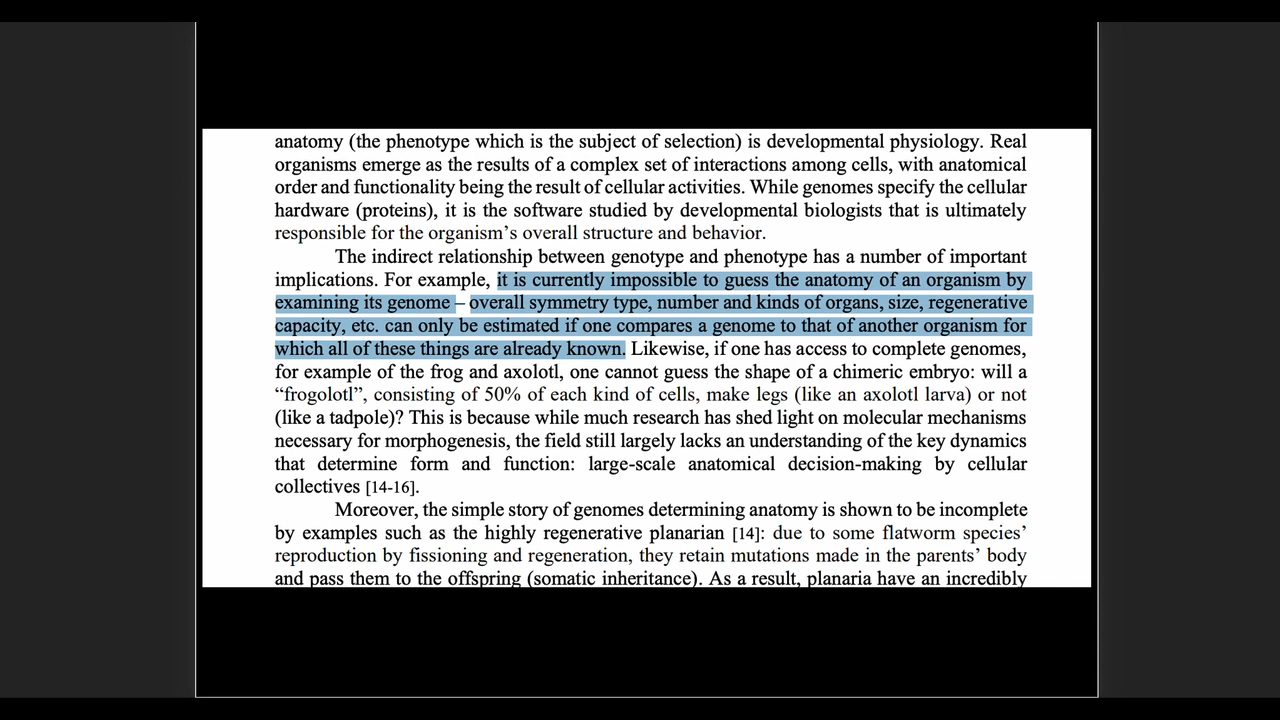 anatomy (the phenotype which is the subject of selection) is developmental physiology. Real
organisms emerge as the results of a complex set of interactions among cells, with anatomical
order and functionality being the result of cellular activities. While genomes specify the cellular
hardware (proteins), it is the software studied by developmental biologists that is ultimately
responsible for the organism’s overall structure and behavior.
The indirect relationship between genotype and phenotype has a number of important
implications. For example, it is currently impossible to guess the anatomy of an organism by
examining its genome – overall symmetry type, number and kinds of organs, size, regenerative
capacity, etc. can only be estimated if one compares a genome to that of another organism for
which all of these things are already known. Likewise, if one has access to complete genomes,
for example of the frog and axolotl, one cannot guess the shape of a chimeric embryo: will a
“frogolotl”, consisting of 50% of each kind of cells, make legs (like an axolotl larva) or not
(like a tadpole)? This is because while much research has shed light on molecular mechanisms
necessary for morphogenesis, the field still largely lacks an understanding of the key dynamics
that determine form and function: large-scale anatomical decision-making by cellular
collectives [14-16].
Moreover, the simple story of genomes determining anatomy is shown to be incomplete
by examples such as the highly regenerative planarian [14]: due to some flatworm species’
reproduction by fissioning and regeneration, they retain mutations made in the parents’ body
and pass them to the offspring (somatic inheritance). As a result, planaria have an incredibly